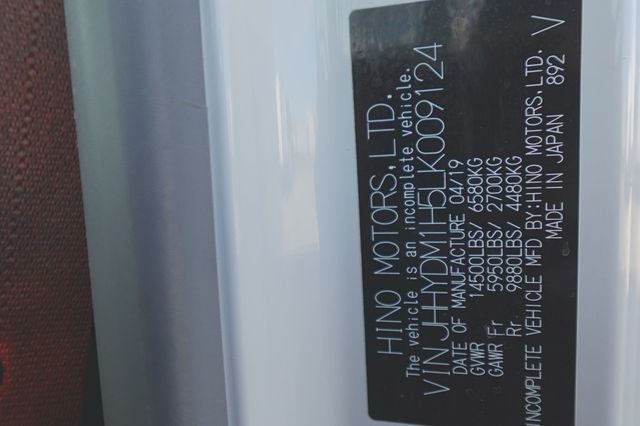 HINO MOTORS, LTD.
The vehicle is an incomplete vehicle.
VIN JHHYDM1H5LK009124
DATE OF MANUFACTURE 04/19
GVWR 14500LBS/ 6580KG
GAWR Fr 5950LBS/ 2700KG
Rr 9880LBS/ 4480KG
INCOMPLETE VEHICLE MFD BY:HINO MOTORS, LTD.
MADE IN JAPAN 892 V